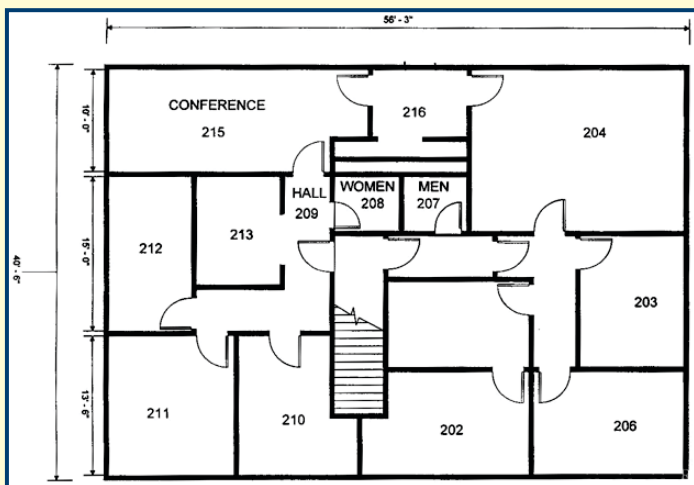 56' - 3"
CONFERENCE
215
216
204
10' - 0"
HALL
209
WOMEN
208
MEN
207
212
213
15' - 0"
40' - 6"
203
211
210
202
206
13' - 6"